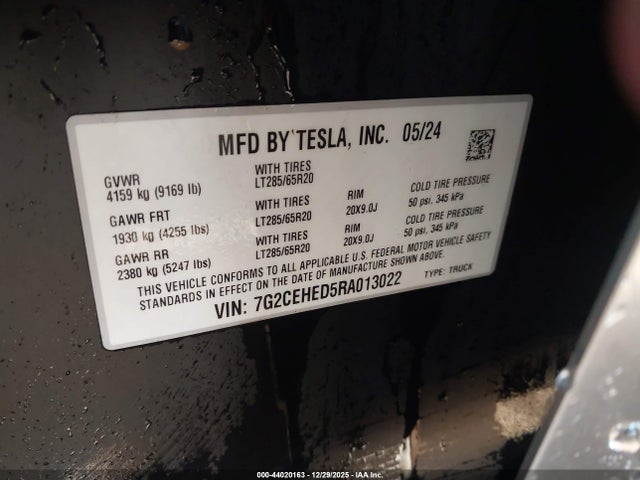 MFD BY TESLA, INC. 05/24
GVWR
4159 kg (9169 lb)
WITH TIRES
LT285/65R20
GAWR FRT
1930 kg (4255 lbs)
WITH TIRES
LT285/65R20
RIM
20X9.0J
COLD TIRE PRESSURE
50 psi, 345 kPa
GAWR RR
2380 kg (5247 lbs)
WITH TIRES
LT285/65R20
RIM
20X9.0J
COLD TIRE PRESSURE
50 psi, 345 kPa
THIS VEHICLE CONFORMS TO ALL APPLICABLE U.S. FEDERAL MOTOR VEHICLE SAFETY
STANDARDS IN EFFECT ON THE DATE OF MANUFACTURE SHOWN ABOVE.
VIN: 7G2CEHED5RA013022
TYPE: TRUCK
000-44020163 - 12/29/2025 - IAA Inc.